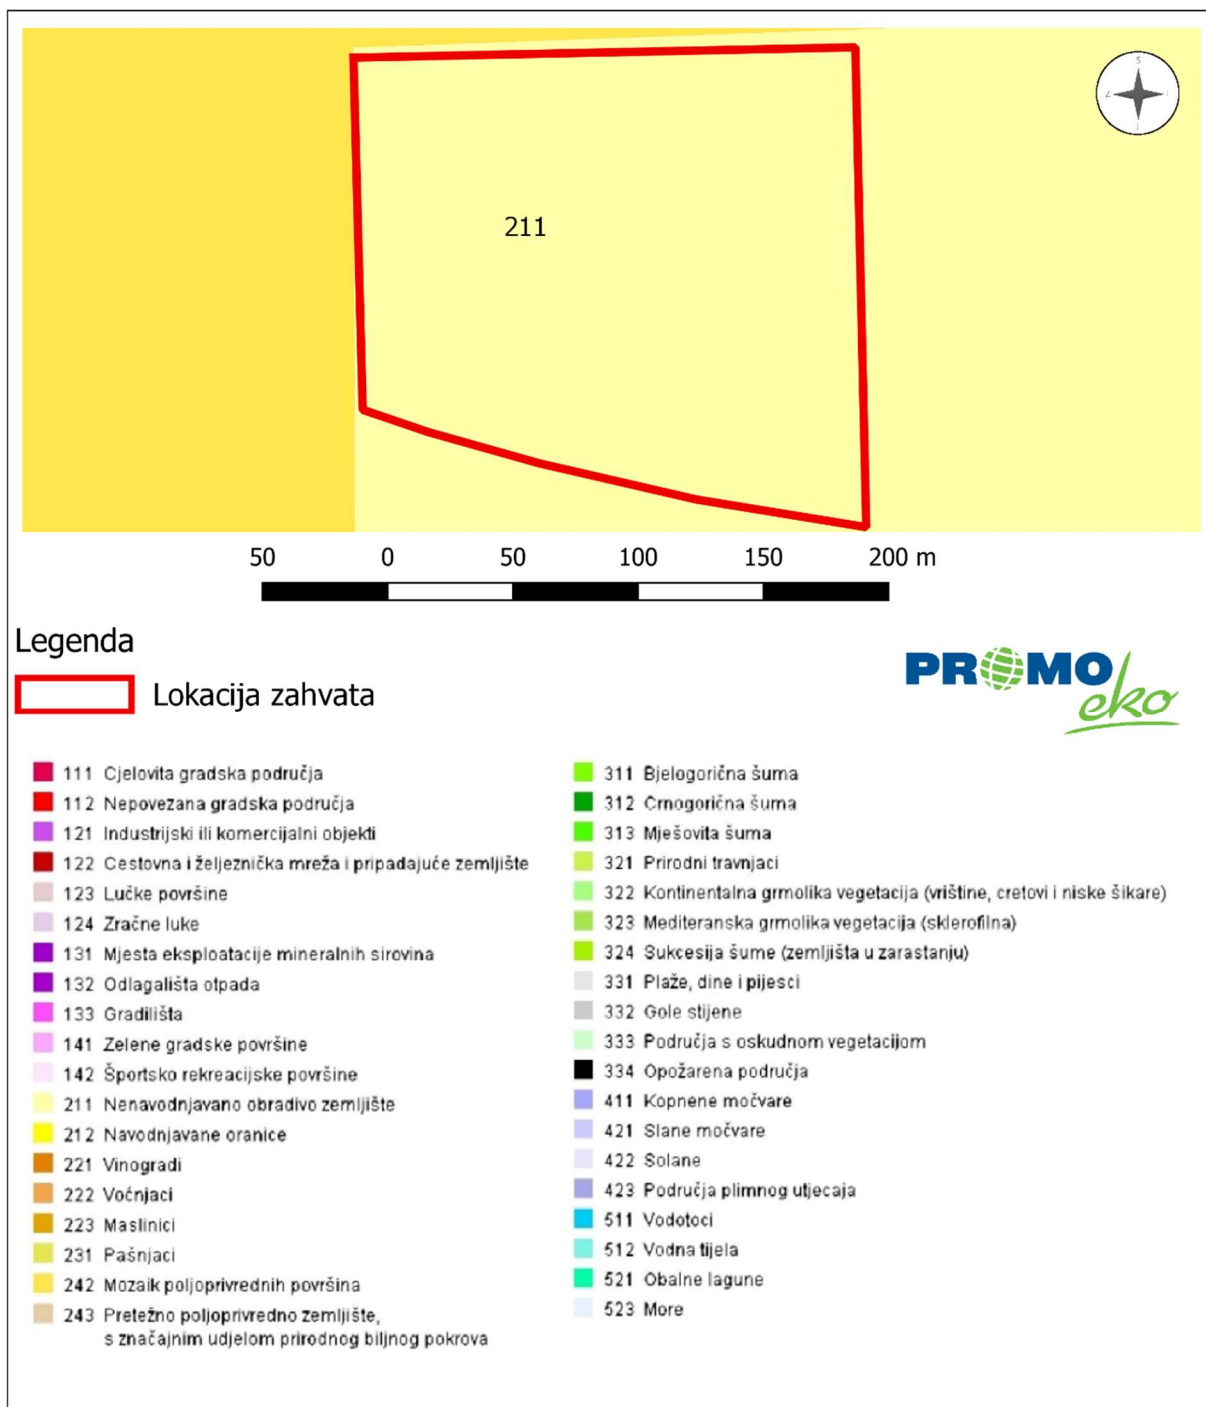 S
Z I
J
211
50 0 50 100 150 200 m
Legenda
Lokacija zahvata
PROMO
eko
111 Cjelovita gradska područja
112 Nepovezana gradska područja
121 Industrijski ili komercijalni objekti
122 Cestovna i željeznička mreža i pripadajuće zemljište
123 Lučke površine
124 Zračne luke
131 Mjesta eksploatacije mineralnih sirovina
132 Odlagališta otpada
133 Gradilišta
141 Zelene gradske površine
142 Športsko rekreacijske površine
211 Nenavodnjavano obradivo zemljište
212 Navodnjavane oranice
221 Vinogradi
222 Voćnjaci
223 Maslinici
231 Pašnjaci
242 Mozaik poljoprivrednih površina
243 Pretežno poljoprivredno zemljište,
s značajnim udjelom prirodnog biljnog pokrova
311 Bjelogorična šuma
312 Crnogorična šuma
313 Mješovita šuma
321 Prirodni travnjaci
322 Kontinentalna grmolika vegetacija (vrištine, cretovi i niske šikare)
323 Mediteranska grmolika vegetacija (sklerofilna)
324 Sukcesija šume (zemljišta u zarastanju)
331 Plaže, dine i pijesci
332 Gole stijene
333 Područja s oskudnom vegetacijom
334 Opožarena područja
411 Kopnene močvare
421 Slane močvare
422 Solane
423 Područja plimnog utjecaja
511 Vodotoci
512 Vodna tijela
521 Obalne lagune
523 More